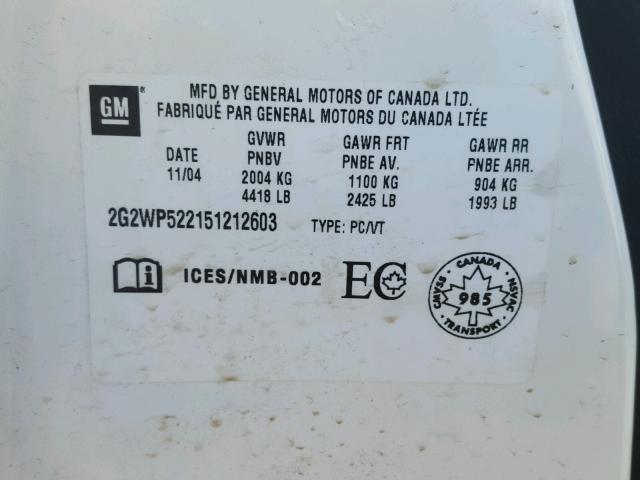 GM
MFD BY GENERAL MOTORS OF CANADA LTD.
FABRIQUÉ PAR GENERAL MOTORS DU CANADA LTÉE
GVWR GAWR FRT GAWR RR
DATE PNBV PNBE AV. PNBE ARR.
11/04 2004 KG 1100 KG 904 KG
4418 LB 2425 LB 1993 LB
2G2WP522151212603 TYPE: PC/VT
i ICES/NMB-002 EC
CANADA
CMVSS 985 NSVAC
TRANSPORT